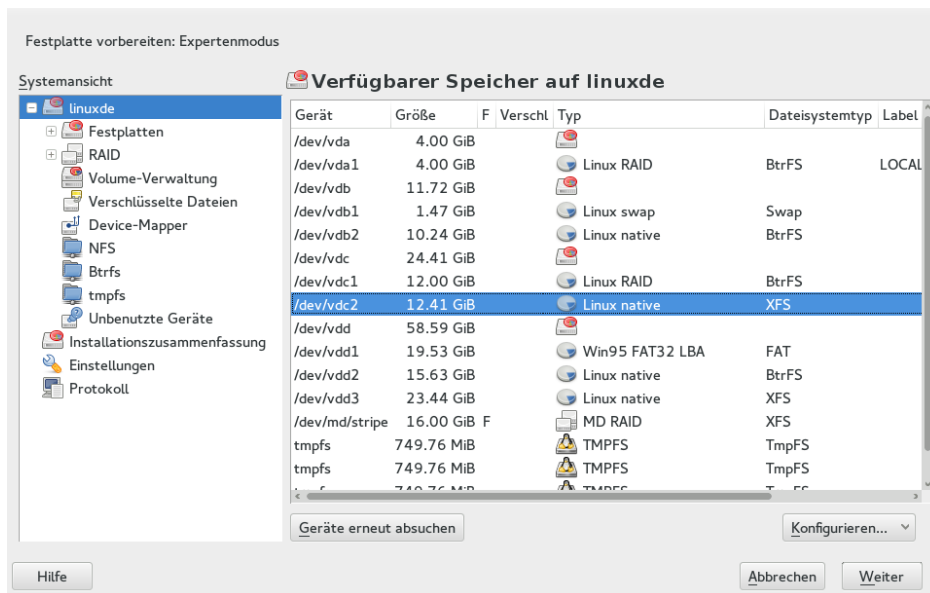 Festplatte vorbereiten: Expertenmodus
Systemansicht
linuxde
Festplatten
RAID
Volume-Verwaltung
Verschlüsselte Dateien
Device-Mapper
NFS
Btrfs
tmpfs
Unbenutzte Geräte
Installationszusammenfassung
Einstellungen
Protokoll
Verfügbarer Speicher auf linuxde
Gerät Größe F Verschl Typ Dateisystemtyp Label
/dev/vda 4.00 GiB
/dev/vda1 4.00 GiB Linux RAID BtrFS LOCAL
/dev/vdb 11.72 GiB
/dev/vdb1 1.47 GiB Linux swap Swap
/dev/vdb2 10.24 GiB Linux native BtrFS
/dev/vdc 24.41 GiB
/dev/vdc1 12.00 GiB Linux RAID BtrFS
/dev/vdc2 12.41 GiB Linux native XFS
/dev/vdd 58.59 GiB
/dev/vdd1 19.53 GiB Win95 FAT32 LBA FAT
/dev/vdd2 15.63 GiB Linux native BtrFS
/dev/vdd3 23.44 GiB Linux native XFS
/dev/md/stripe 16.00 GiB F MD RAID XFS
tmpfs 749.76 MiB TMPFS TmpFS
tmpfs 749.76 MiB TMPFS TmpFS
Geräte erneut absuchen
Konfigurieren...
Hilfe
Abbrechen
Weiter